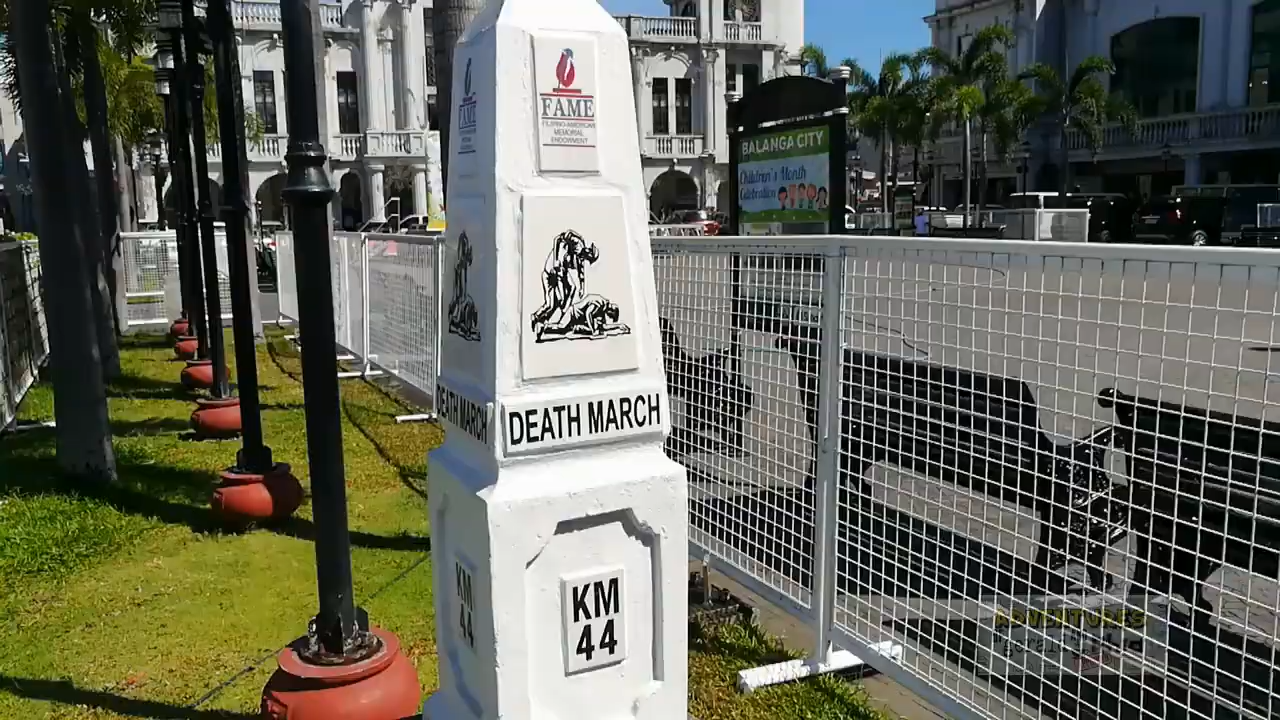 FAME
FILIPINO-AMERICAN
MEMORIAL
ENDOWMENT
FAME
DEATH MARCH
DEATH MARCH
KM
44
KM
44
BALANGA CITY
Children's Month
Celebration
ADVENTURES